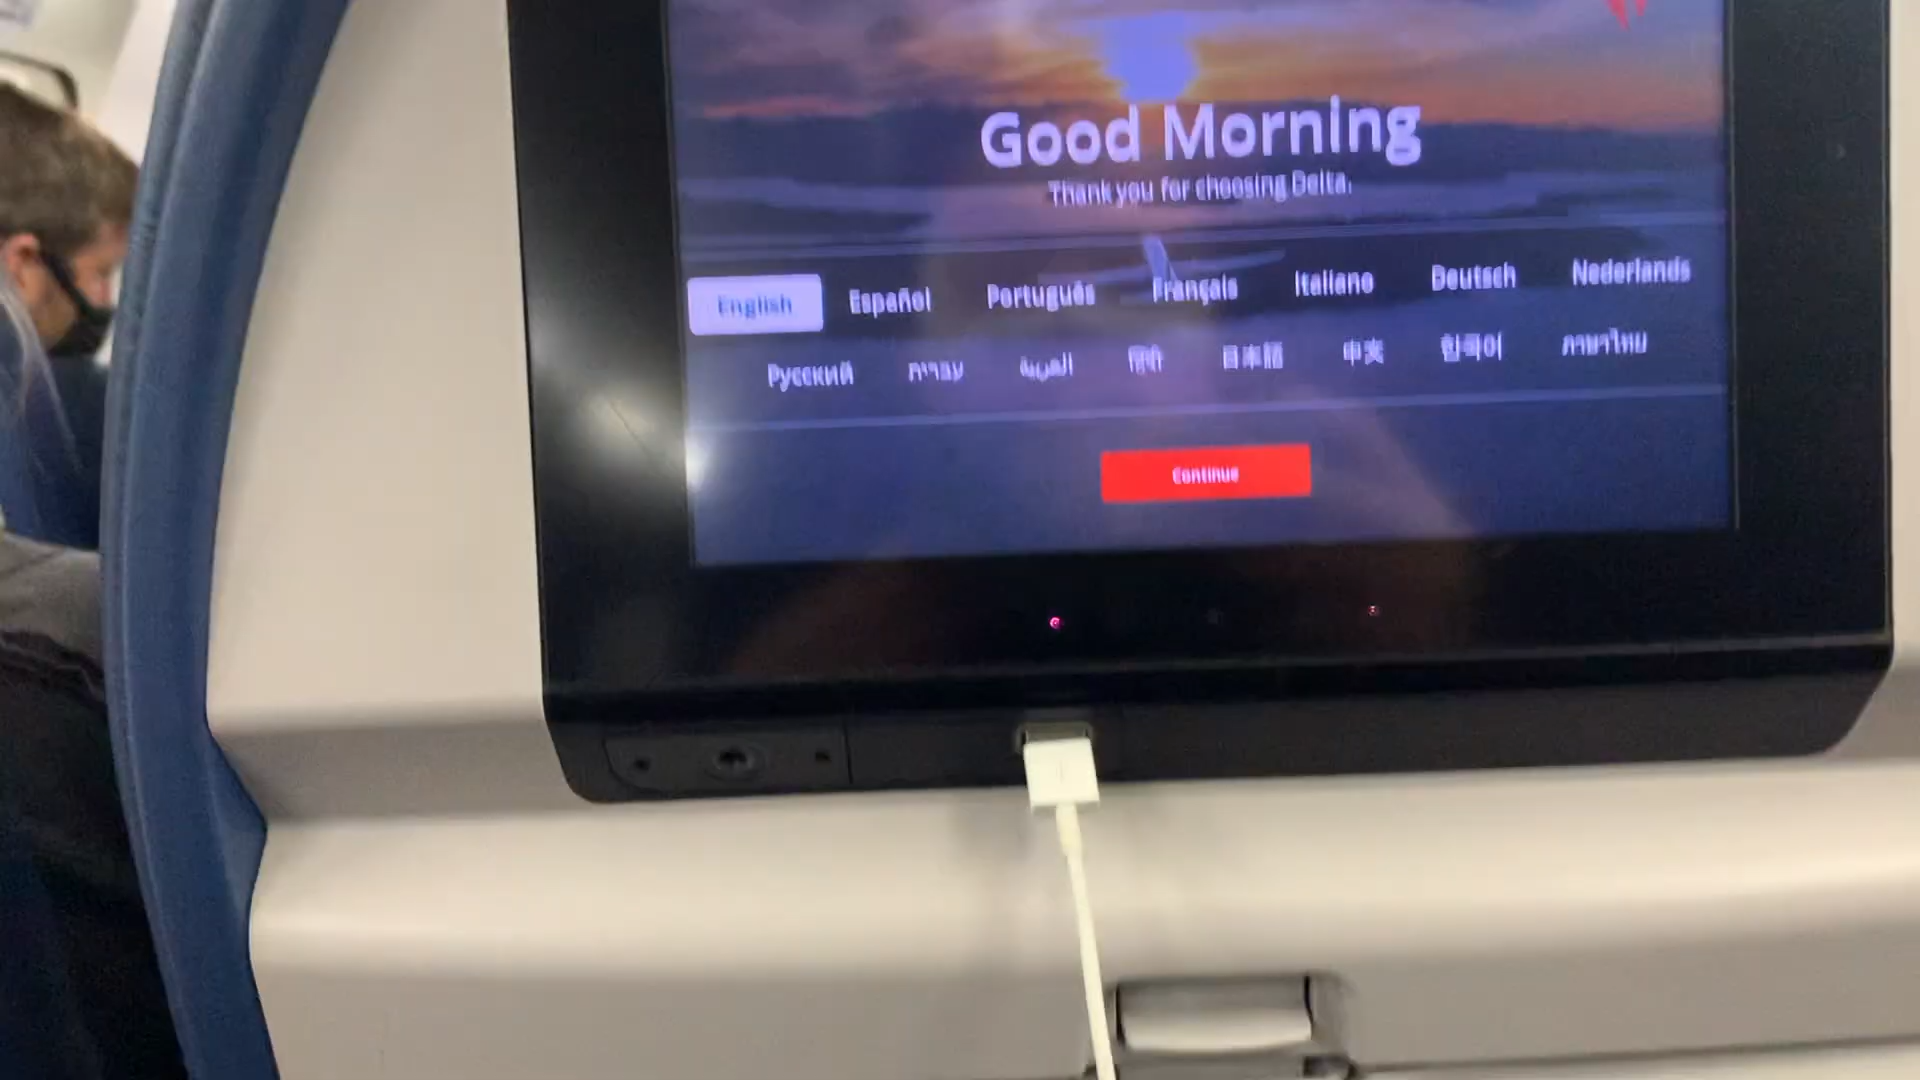 Good Morning
Thank you for choosing Delta.
English Español Português Français Italiano Deutsch Nederlands
Русский עברית العربية हिन्दी 日本語 中文 한국어 ภาษาไทย
Continue